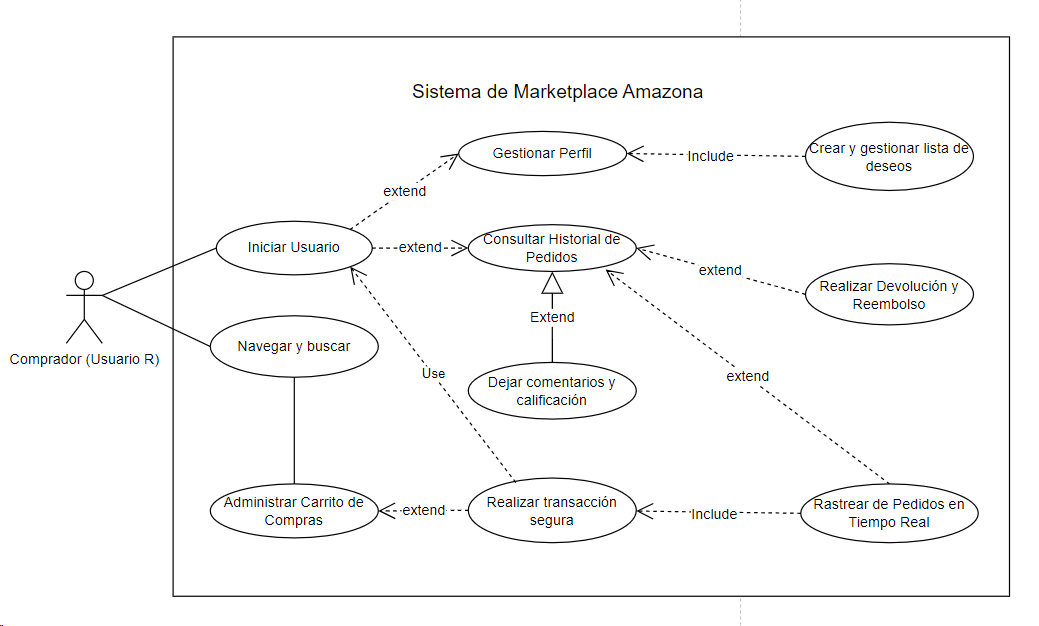 Sistema de Marketplace Amazona
Gestionar Perfil
Include
Crear y gestionar lista de
deseos
extend
Iniciar Usuario
extend
Consultar Historial de
Pedidos
extend
Realizar Devolución y
Reembolso
Extend
Comprador (Usuario R)
Navegar y buscar
Use
Dejar comentarios y
calificación
extend
Administrar Carrito de
Compras
extend
Realizar transacción
segura
Include
Rastrear de Pedidos en
Tiempo Real